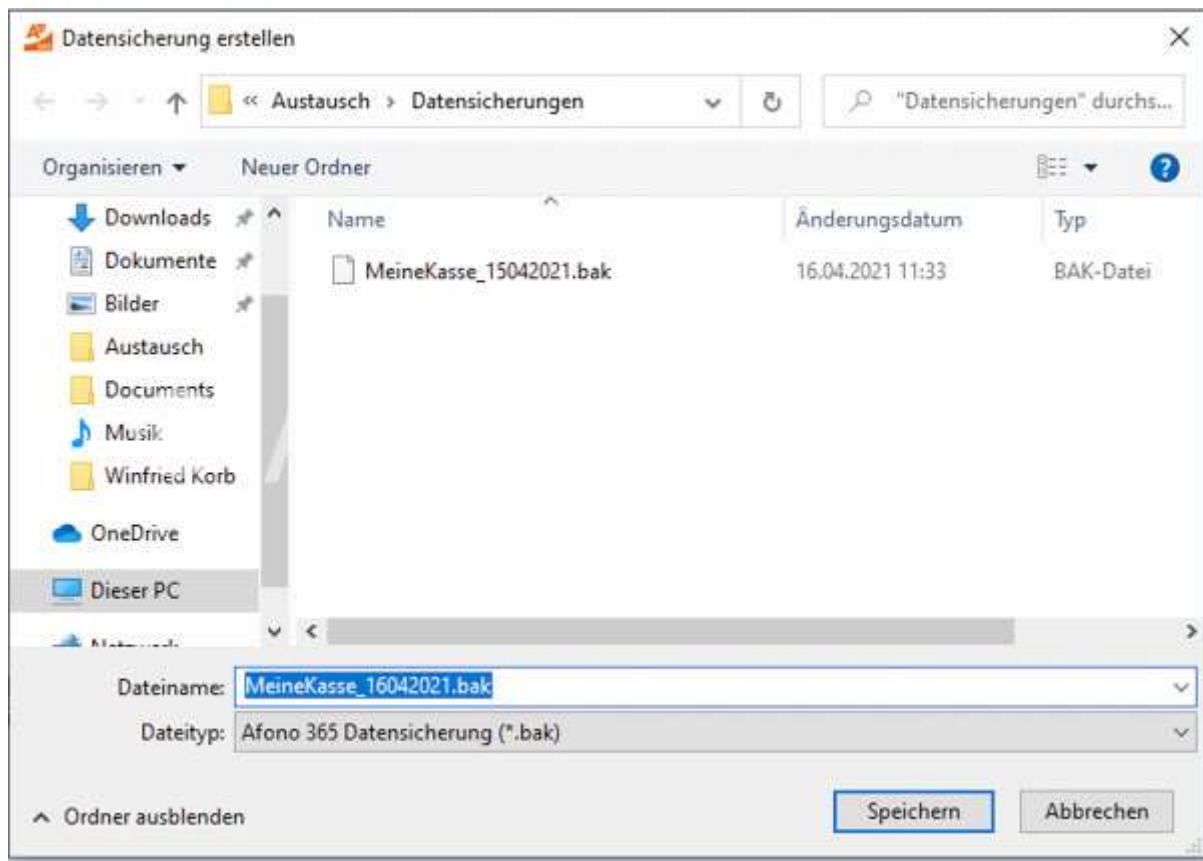 Datensicherung erstellen
« Austausch › Datensicherungen
"Datensicherungen" durchs...
Organisieren
Neuer Ordner
Name
Änderungsdatum
Typ
Downloads
Dokumente
Bilder
Austausch
Documents
Musik
Winfried Korb
OneDrive
Dieser PC
MeineKasse_15042021.bak
16.04.2021 11:33
BAK-Datei
Dateiname: MeineKasse_16042021.bak
Dateityp: Afono 365 Datensicherung (*.bak)
Ordner ausblenden
Speichern
Abbrechen